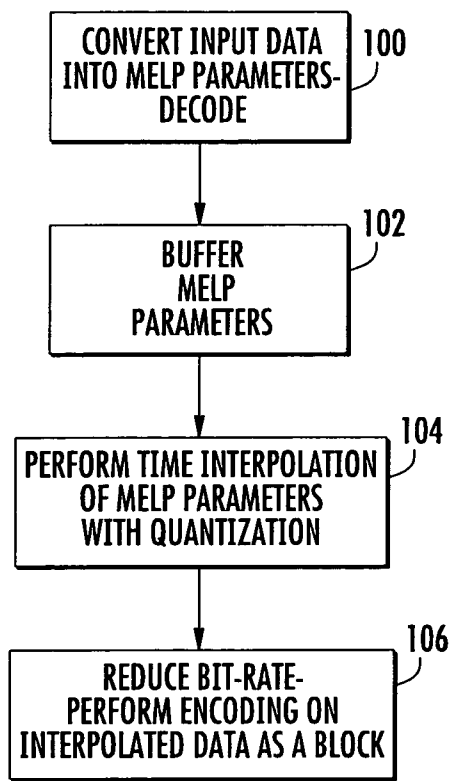 CONVERT INPUT DATA
INTO MELP PARAMETERS-
DECODE
100
BUFFER
MELP
PARAMETERS
102
PERFORM TIME INTERPOLATION
OF MELP PARAMETERS
WITH QUANTIZATION
104
REDUCE BIT-RATE-
PERFORM ENCODING ON
INTERPOLATED DATA AS A BLOCK
106